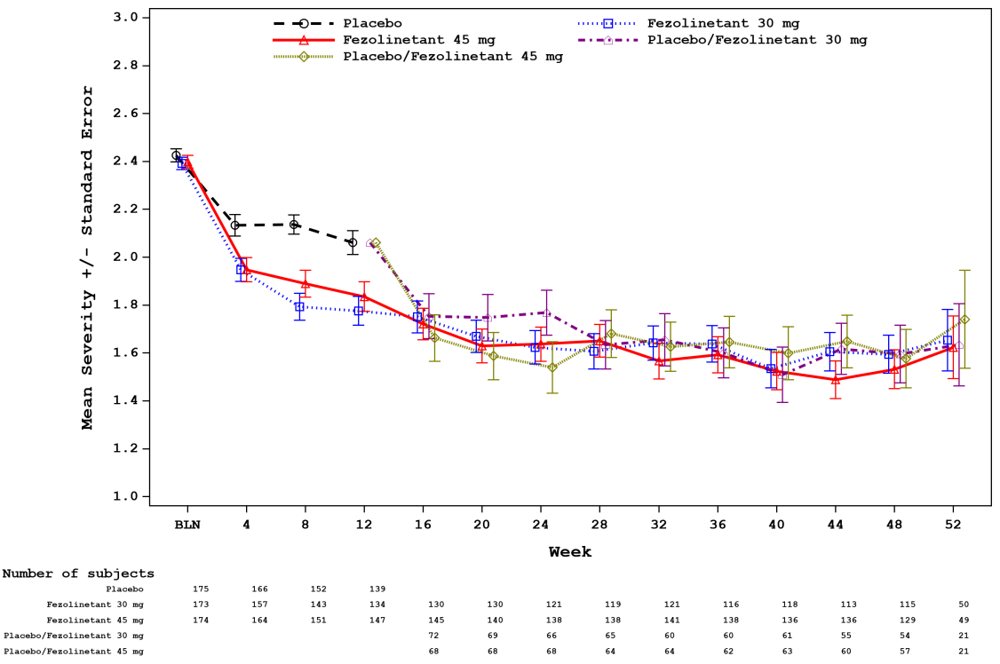 Placebo
Fezolinetant 30 mg
Fezolinetant 45 mg
Placebo/Fezolinetant 30 mg
Placebo/Fezolinetant 45 mg
Mean Severity +/- Standard Error
3.0
2.8
2.6
2.4
2.2
2.0
1.8
1.6
1.4
1.2
1.0
BLN 4 8 12 16 20 24 28 32 36 40 44 48 52
Week
Number of subjects
Placebo 175 166 152 139
Fezolinetant 30 mg 173 157 143 134 130 130 121 119 121 116 118 113 115 50
Fezolinetant 45 mg 174 164 151 147 145 140 138 138 141 138 136 136 129 49
Placebo/Fezolinetant 30 mg 72 69 66 65 60 60 61 55 54 21
Placebo/Fezolinetant 45 mg 68 68 68 64 64 62 63 60 57 21